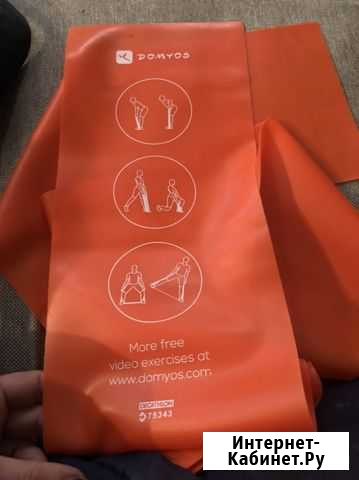 DOMYOS
More free
video exercises at
www.domyos.com.
DECATHLON
75343
Интернет-
Кабинет.Ру